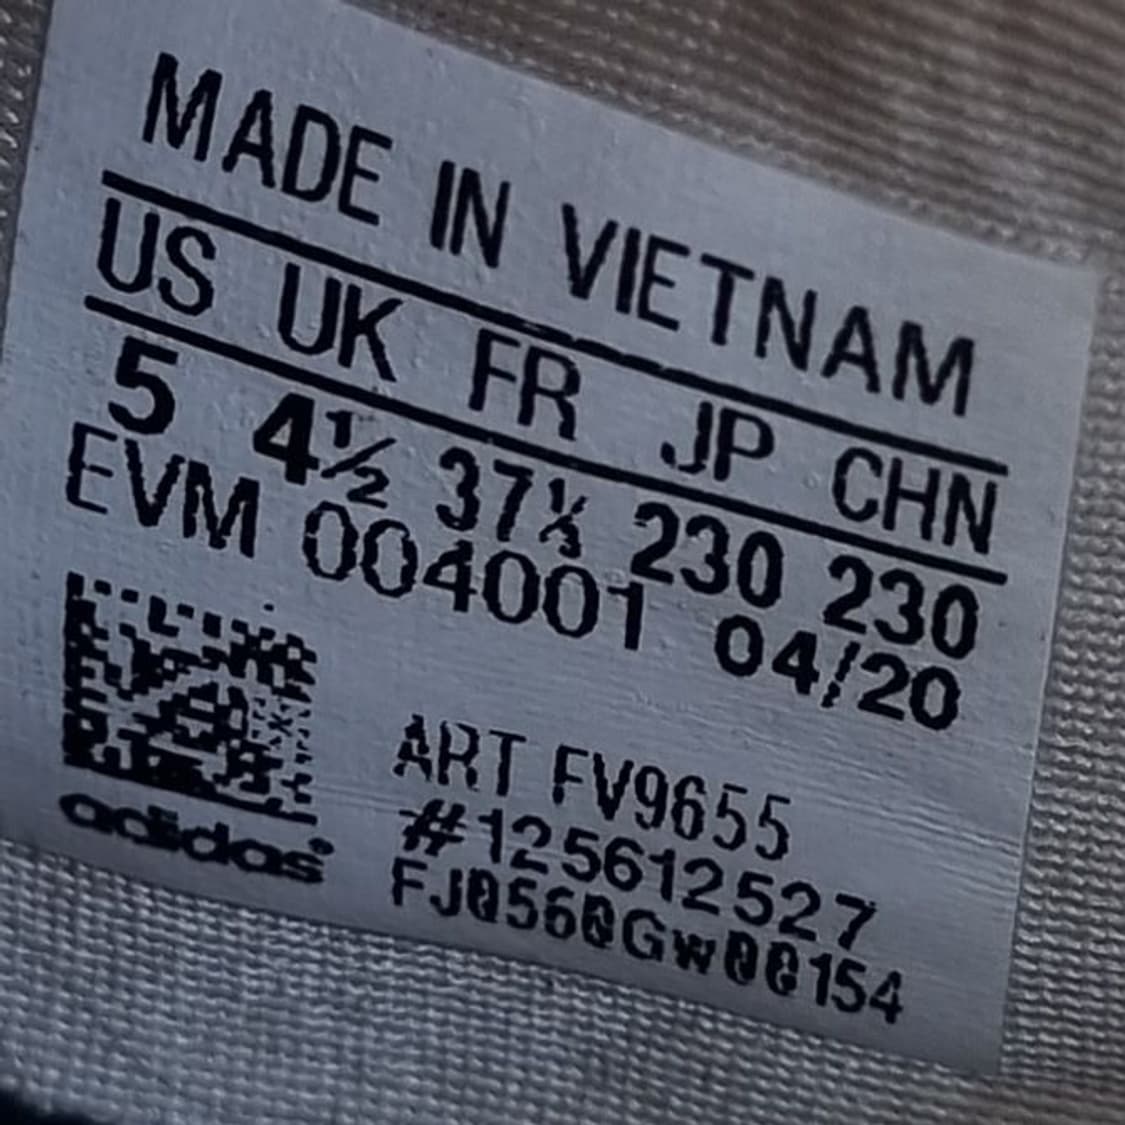 MADE IN VIETNAM
US UK FR JP CHN
5 4½ 37⅓ 230 230
EVM 004001 04/20
ART FV9655
#125612527
FJ0560Gw00154
adidas